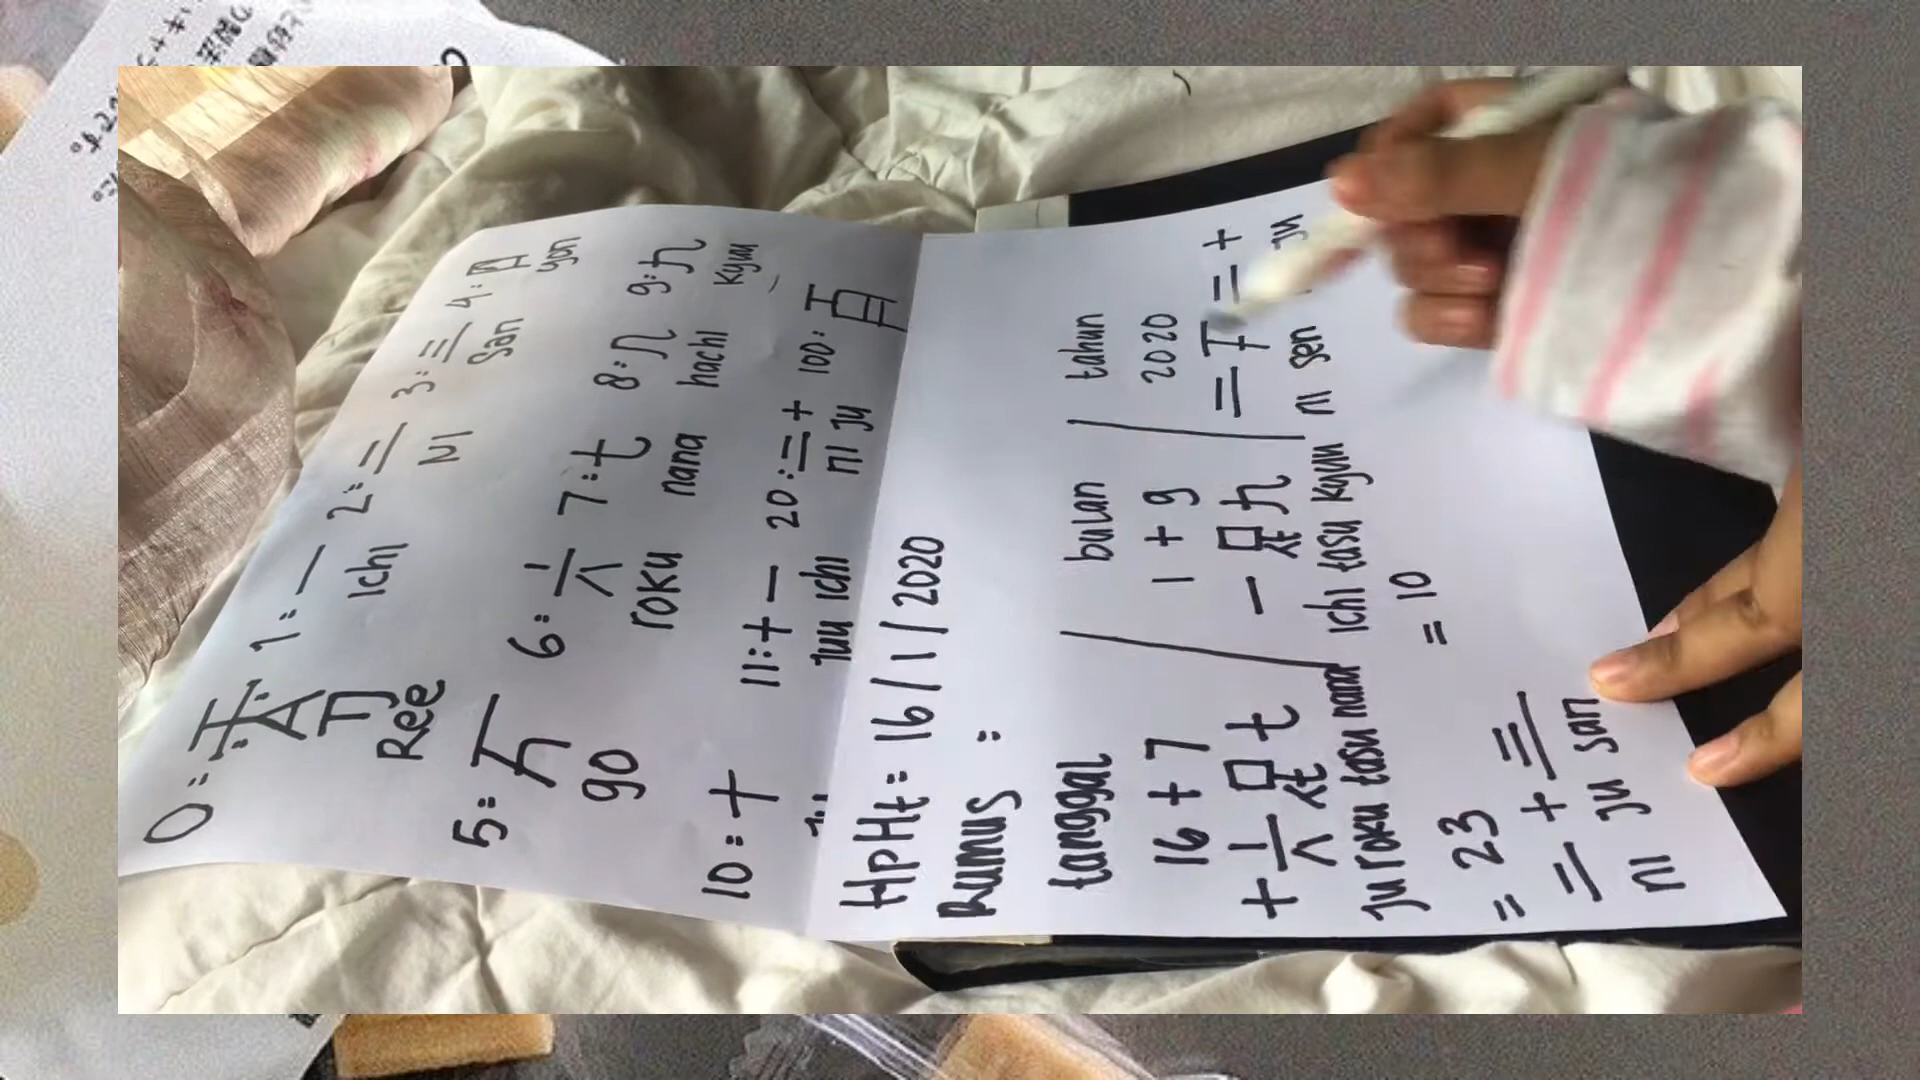 0: 零 1: 一 2: 二 3: 三 4: 四
Ree ichi ni san yon
5: 五 6: 六 7: 七 8: 八 9: 九
go roku nana hachi kyuu
10: 十 11: 十一 20: 二十 100: 百
juu ichi ni ju
HPHt = 16/1/2020
Rumus :
tanggal bulan tahun
16 + 7 1 + 9 2020
十六足七 一足九 二千二十
ju roku tasu nana ichi tasu kyuu ni sen ju
= 23 = 10
= 二十三
ni ju san